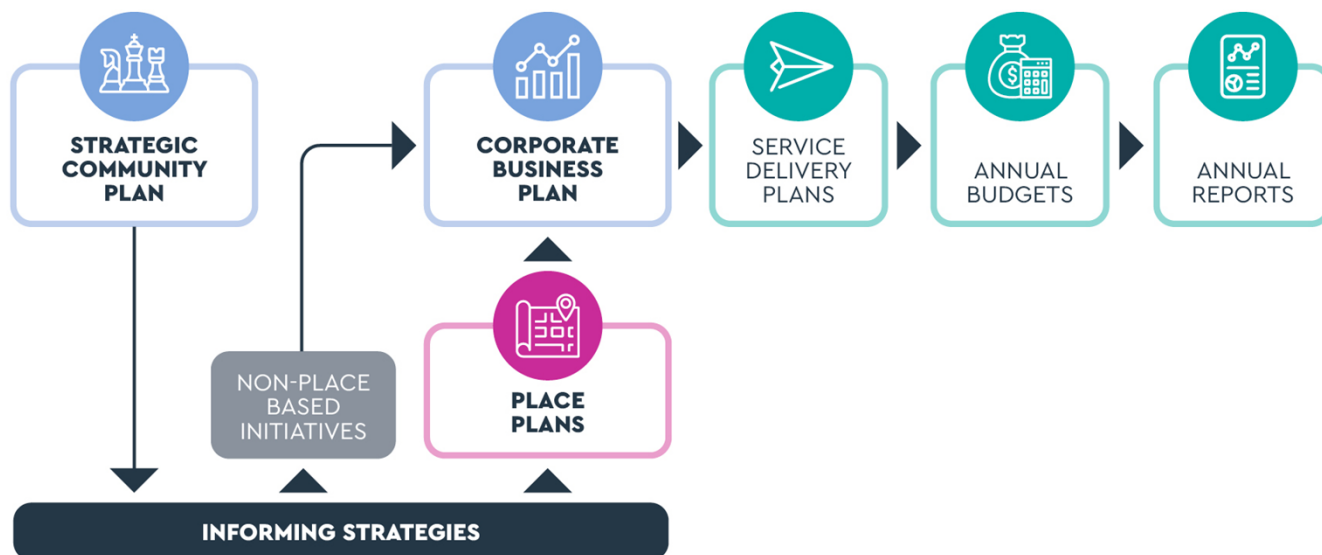 STRATEGIC
COMMUNITY
PLAN
CORPORATE
BUSINESS
PLAN
SERVICE
DELIVERY
PLANS
$
ANNUAL
BUDGETS
ANNUAL
REPORTS
NON-PLACE
BASED
INITIATIVES
PLACE
PLANS
INFORMING STRATEGIES